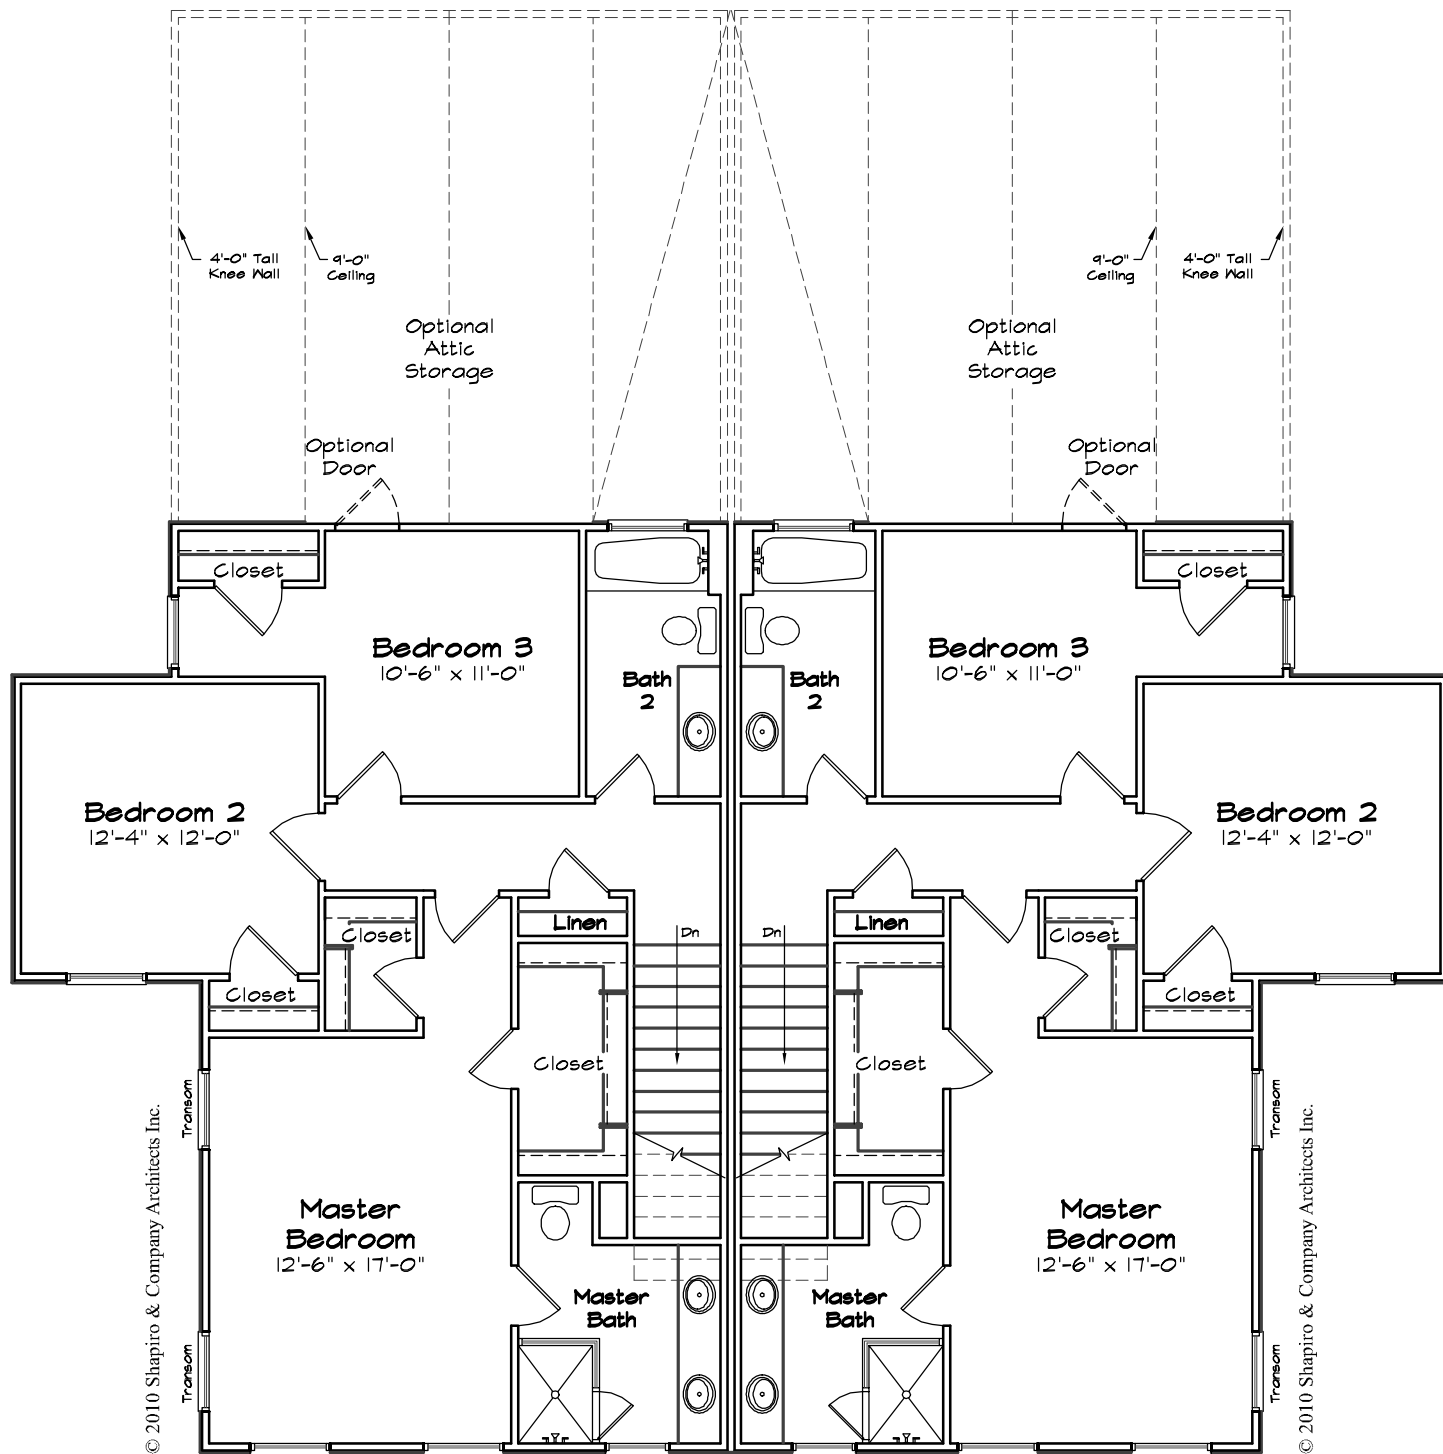 4'-0" Tall
Knee Wall
9'-0"
Ceiling
9'-0"
Ceiling
4'-0" Tall
Knee Wall
Optional
Attic
Storage
Optional
Attic
Storage
Optional
Door
Optional
Door
Closet
Closet
Bedroom 3
10'-6" x 11'-0"
Bath
2
Bath
2
Bedroom 3
10'-6" x 11'-0"
Bedroom 2
12'-4" x 12'-0"
Bedroom 2
12'-4" x 12'-0"
Closet
Linen
Dn
Dn
Linen
Closet
Closet
Closet
Closet
Closet
Transom
Transom
© 2010 Shapiro & Company Architects Inc.
© 2010 Shapiro & Company Architects Inc.
Master
Bedroom
12'-6" x 17'-0"
Master
Bedroom
12'-6" x 17'-0"
Master
Bath
Master
Bath
Transom
Transom